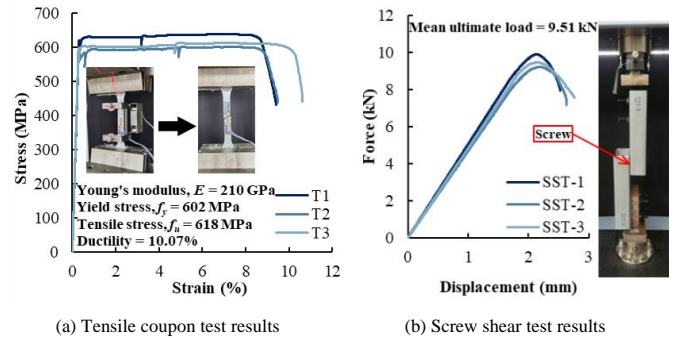 700
600
500
400
300
200
100
0
Stress (MPa)
Young's modulus, E = 210 GPa
Yield stress,fy = 602 MPa
Tensile stress,fu = 618 MPa
Ductility = 10.07%
T1
T2
T3
0 2 4 6 8 10 12
Strain (%)
(a) Tensile coupon test results
12
10
8
6
4
2
0
Force (kN)
Mean ultimate load = 9.51 kN
Screw
SST-1
SST-2
SST-3
0 1 2 3
Displacement (mm)
(b) Screw shear test results